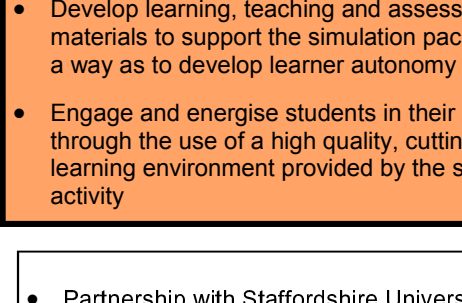 • Develop learning, teaching and assess
materials to support the simulation pac
a way as to develop learner autonomy
• Engage and energise students in their
through the use of a high quality, cuttin
learning environment provided by the s
activity
• Partnership with Staffordshire Univers